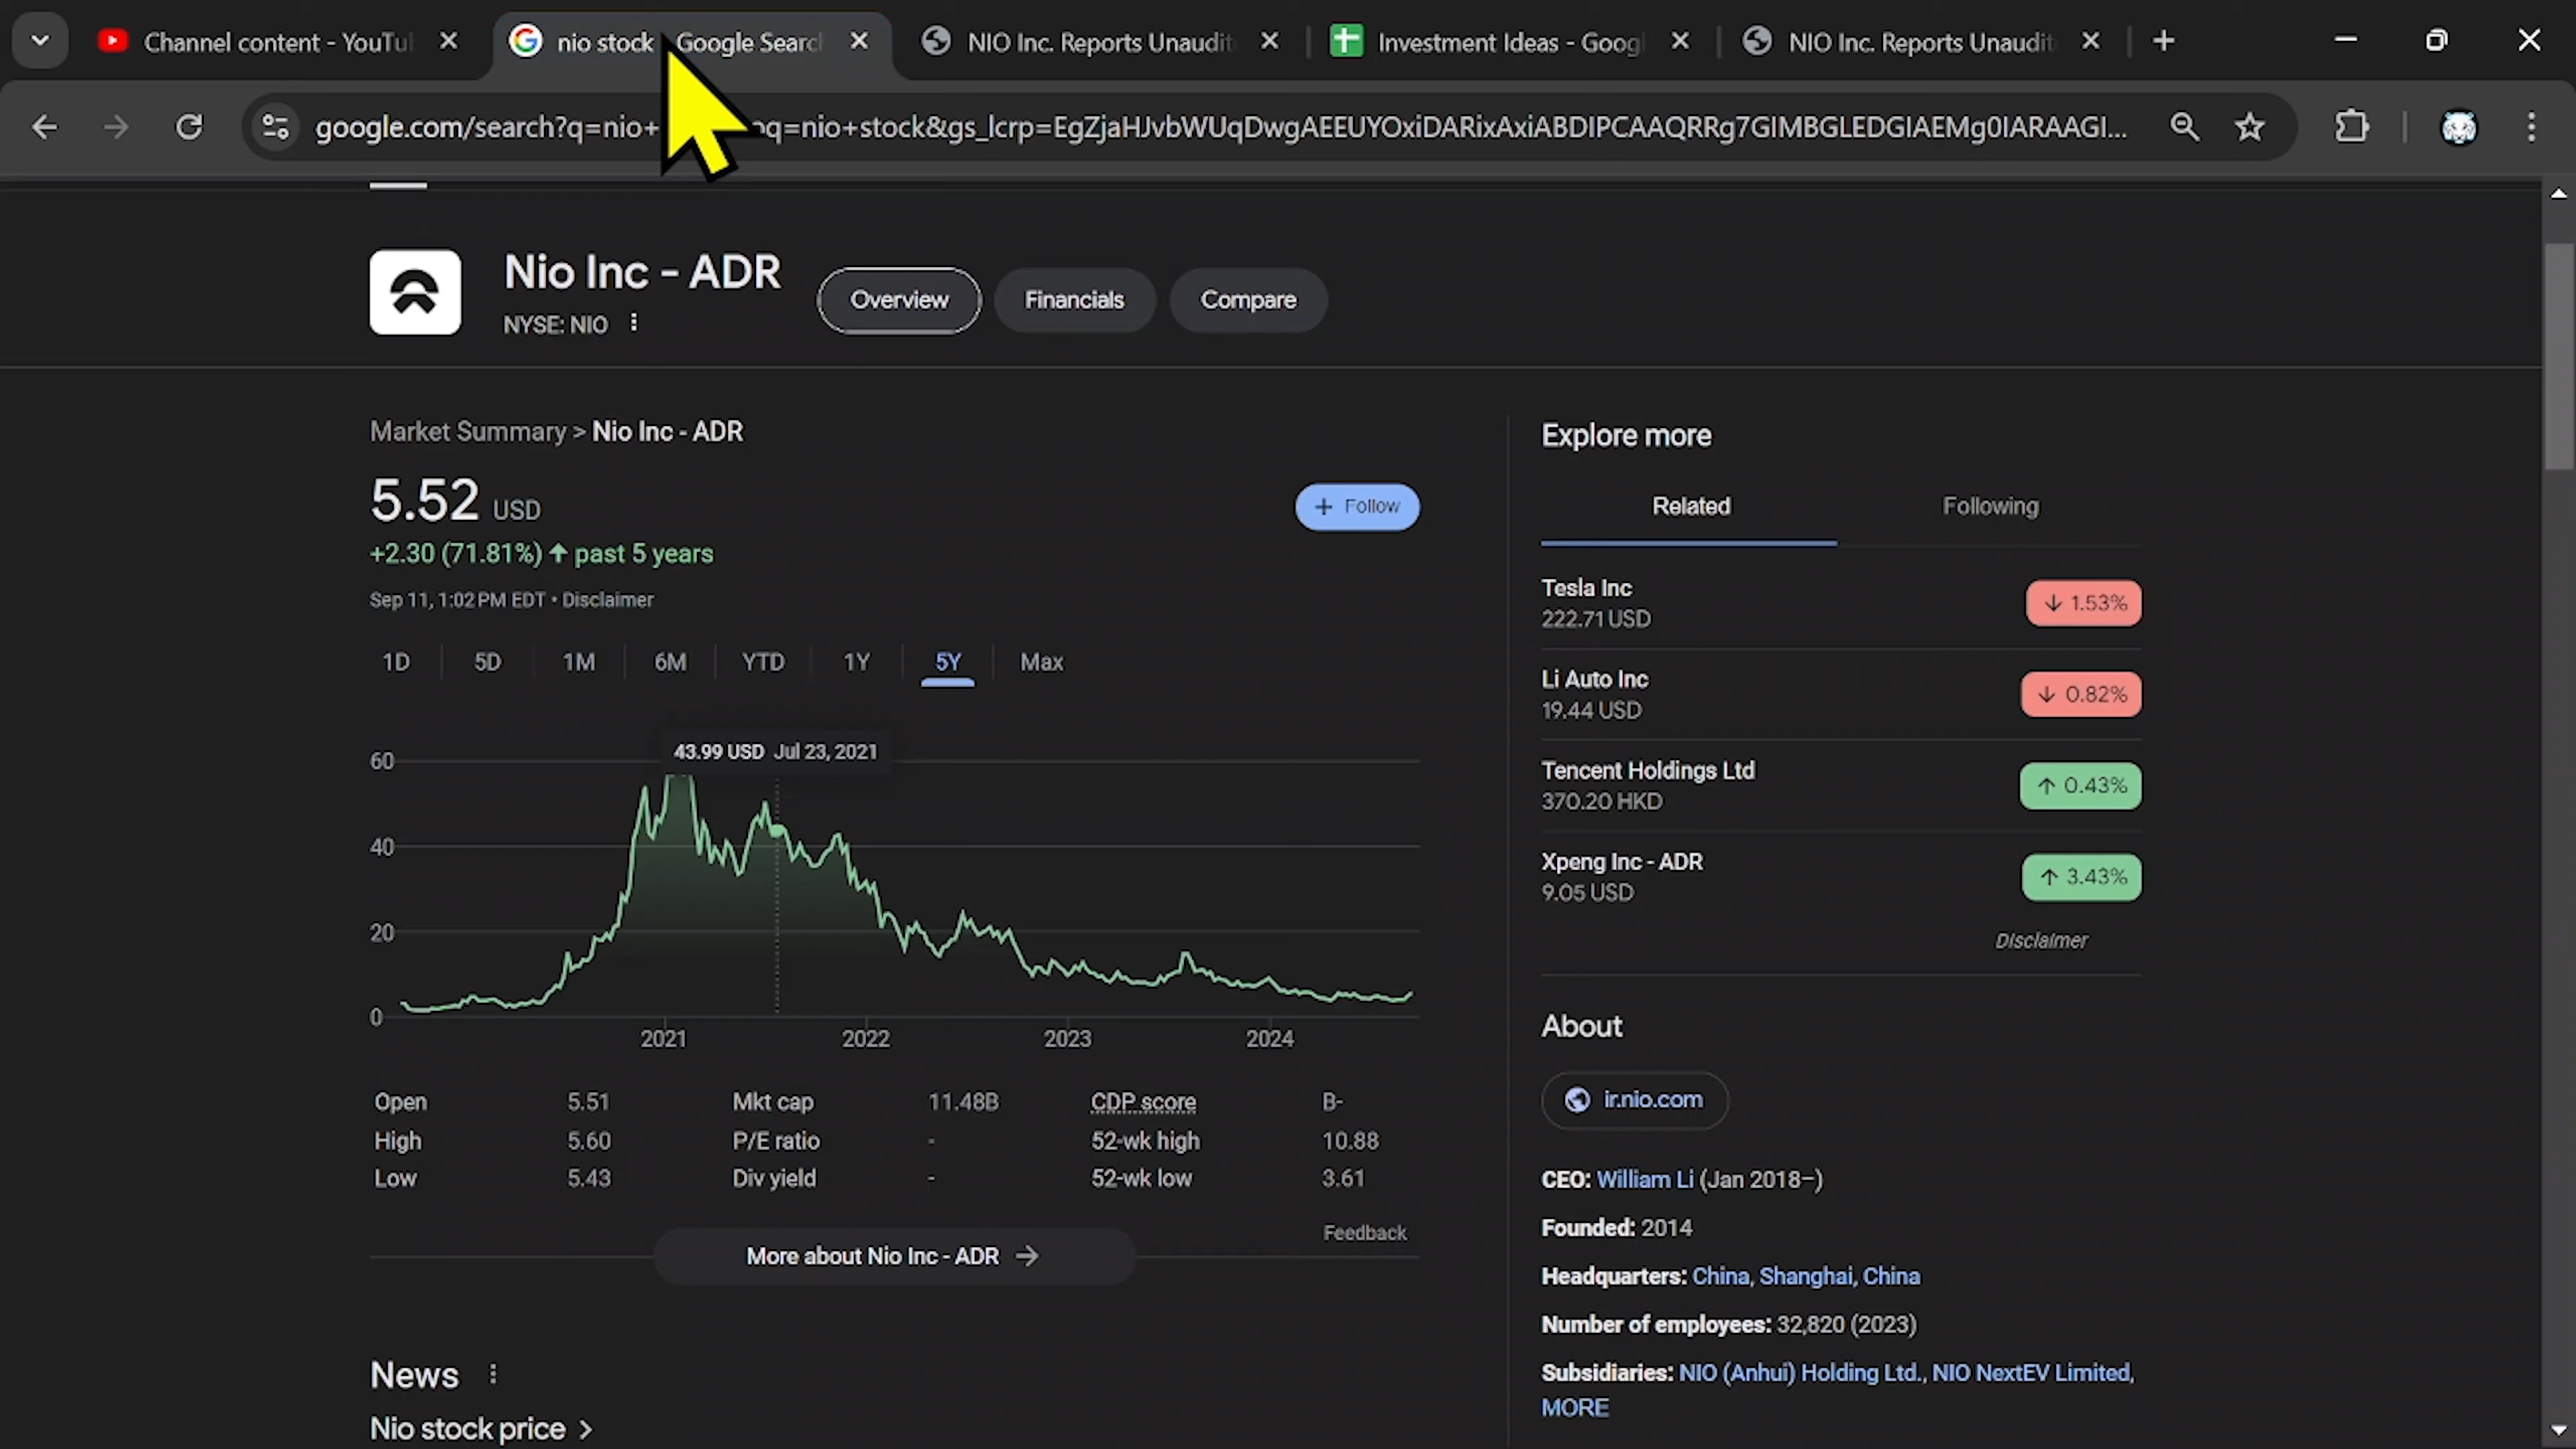 Channel content - YouTu
nio stock Google Search
NIO Inc. Reports Unaudit
Investment Ideas - Googl
NIO Inc. Reports Unaudit
google.com/search?q=nio+ oq=nio+stock&gs_lcrp=EgZjaHJvbWUqDwgAEEUYOxiDARixAxiABDIPCAAQRRg7GIMBGLEDGIAEMg0IARAAGI...
Nio Inc - ADR
NYSE: NIO
Overview
Financials
Compare
Market Summary > Nio Inc - ADR
5.52 USD
+ Follow
+2.30 (71.81%) ↑ past 5 years
Sep 11, 1:02 PM EDT • Disclaimer
1D 5D 1M 6M YTD 1Y 5Y Max
43.99 USD Jul 23, 2021
60
40
20
0
2021 2022 2023 2024
Open 5.51 Mkt cap 11.48B CDP score B-
High 5.60 P/E ratio - 52-wk high 10.88
Low 5.43 Div yield - 52-wk low 3.61
Feedback
More about Nio Inc - ADR →
News
Nio stock price >
Explore more
Related Following
Tesla Inc
222.71 USD
↓ 1.53%
Li Auto Inc
19.44 USD
↓ 0.82%
Tencent Holdings Ltd
370.20 HKD
↑ 0.43%
Xpeng Inc - ADR
9.05 USD
↑ 3.43%
Disclaimer
About
ir.nio.com
CEO: William Li (Jan 2018–)
Founded: 2014
Headquarters: China, Shanghai, China
Number of employees: 32,820 (2023)
Subsidiaries: NIO (Anhui) Holding Ltd., NIO NextEV Limited,
MORE